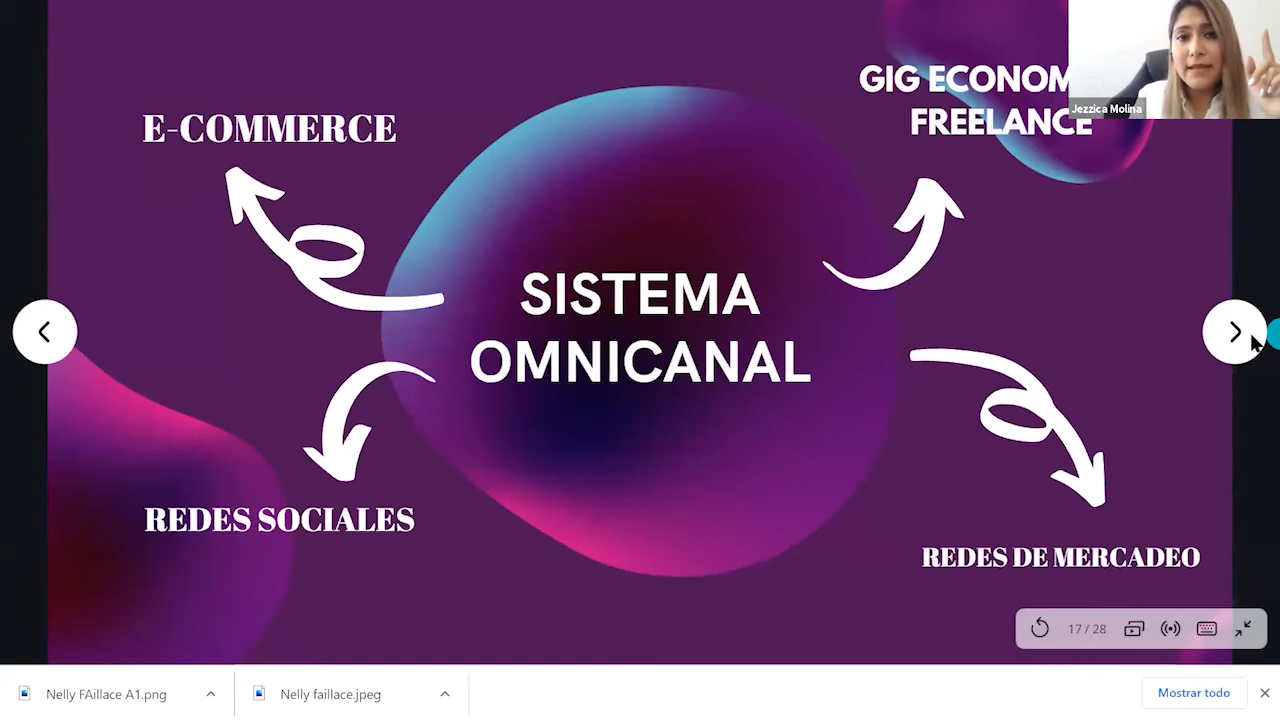 E-COMMERCE
GIG ECONOM
FREELANCE
Jezzica Molina
SISTEMA
OMNICANAL
REDES SOCIALES
REDES DE MERCADEO
17 / 28
Nelly FAillace A1.png
Nelly faillace.jpeg
Mostrar todo